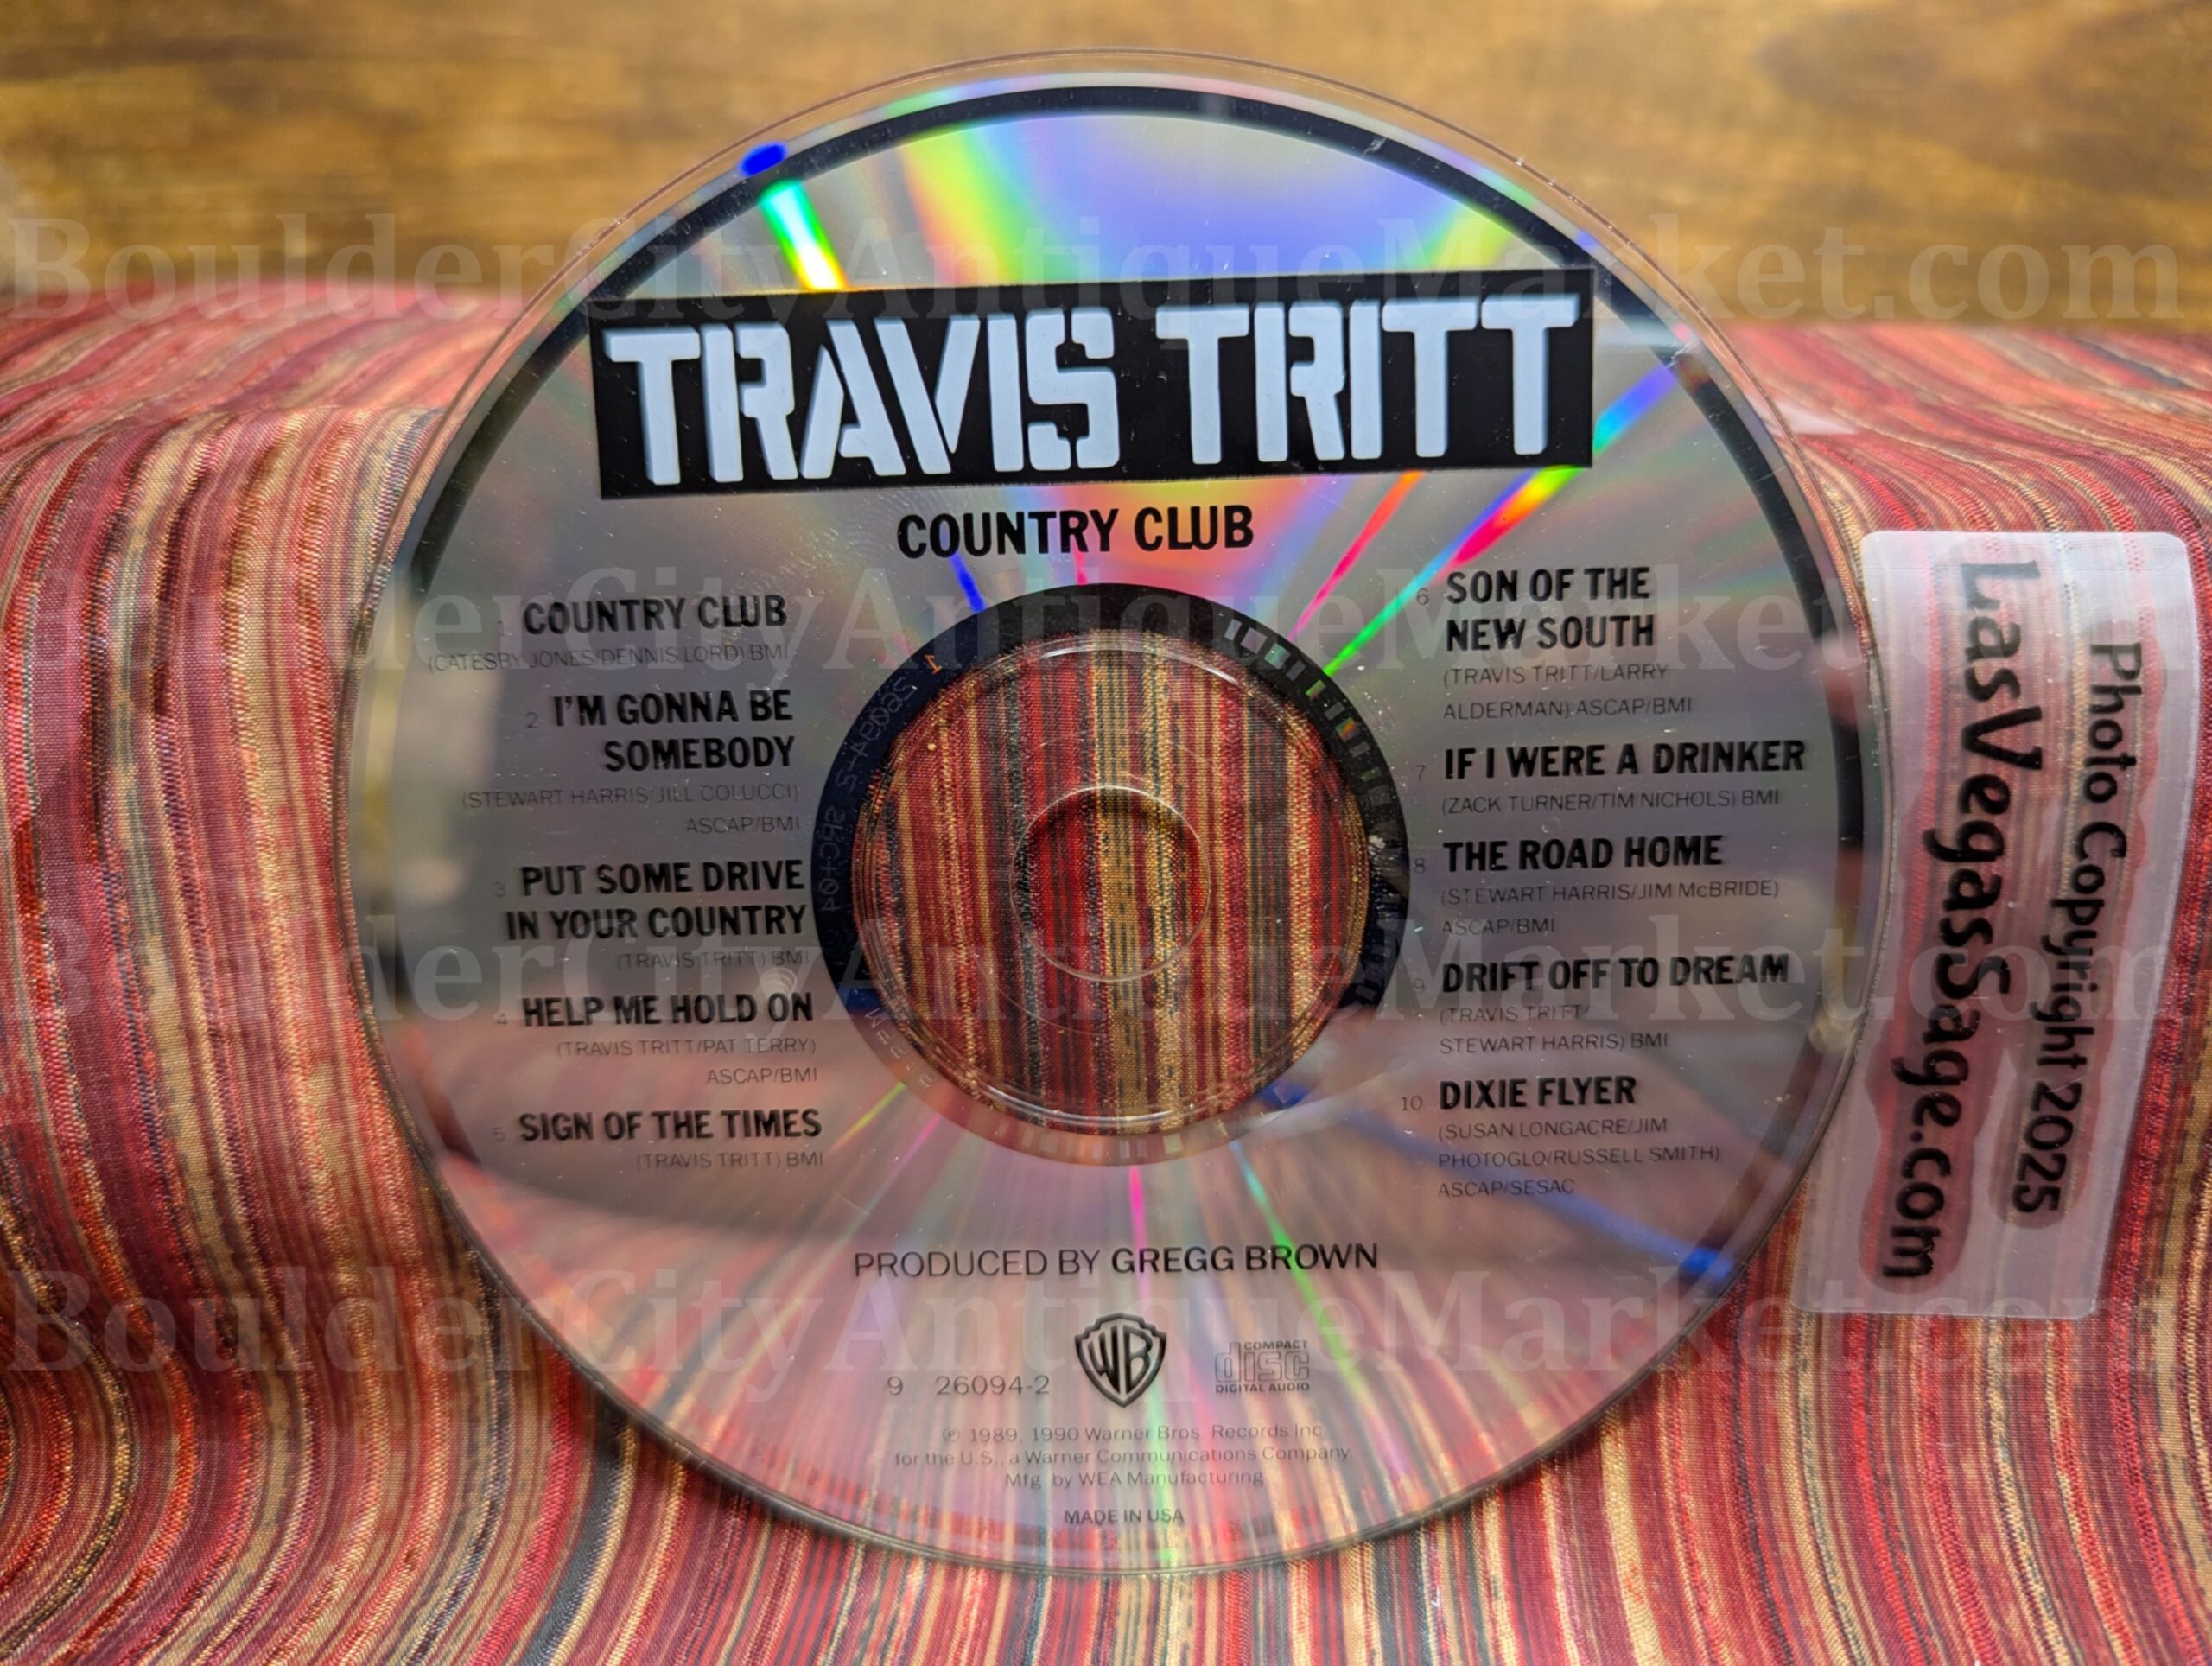 TRAVIS TRITT
COUNTRY CLUB
1 COUNTRY CLUB
(CATESBY JONES/DENNIS LORD) BMI
2 I'M GONNA BE
SOMEBODY
(STEWART HARRIS/JILL COLUCCI)
ASCAP/BMI
3 PUT SOME DRIVE
IN YOUR COUNTRY
(TRAVIS TRITT) BMI
4 HELP ME HOLD ON
(TRAVIS TRITT/PAT TERRY)
ASCAP/BMI
5 SIGN OF THE TIMES
(TRAVIS TRITT) BMI
6 SON OF THE
NEW SOUTH
(TRAVIS TRITT/LARRY
ALDERMAN) ASCAP/BMI
7 IF I WERE A DRINKER
(ZACK TURNER/TIM NICHOLS) BMI
8 THE ROAD HOME
(STEWART HARRIS/JIM McBRIDE)
ASCAP/BMI
9 DRIFT OFF TO DREAM
(TRAVIS TRITT/
STEWART HARRIS) BMI
10 DIXIE FLYER
(SUSAN LONGACRE/JIM
PHOTOGLO/RUSSELL SMITH)
ASCAP/SESAC
PRODUCED BY GREGG BROWN
9 26094-2
WB
COMPACT
disc
DIGITAL AUDIO
℗ 1989, 1990 Warner Bros. Records Inc.
for the U.S., a Warner Communications Company.
Mfg. by WEA Manufacturing.
MADE IN USA
Photo Copyright 2025
LasVegasSage.com
BoulderCityAntiqueMarket.com
BoulderCityAntiqueMarket.com
BoulderCityAntiqueMarket.com
BoulderCityAntiqueMarket.com